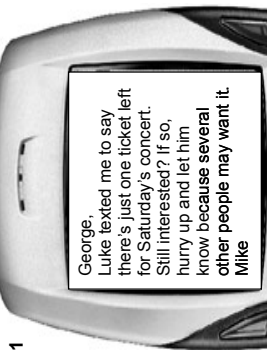 1
George,
Luke texted me to say
there's just one ticket left
for Saturday's concert.
Still interested? If so,
hurry up and let him
know because several
other people may want it.
Mike